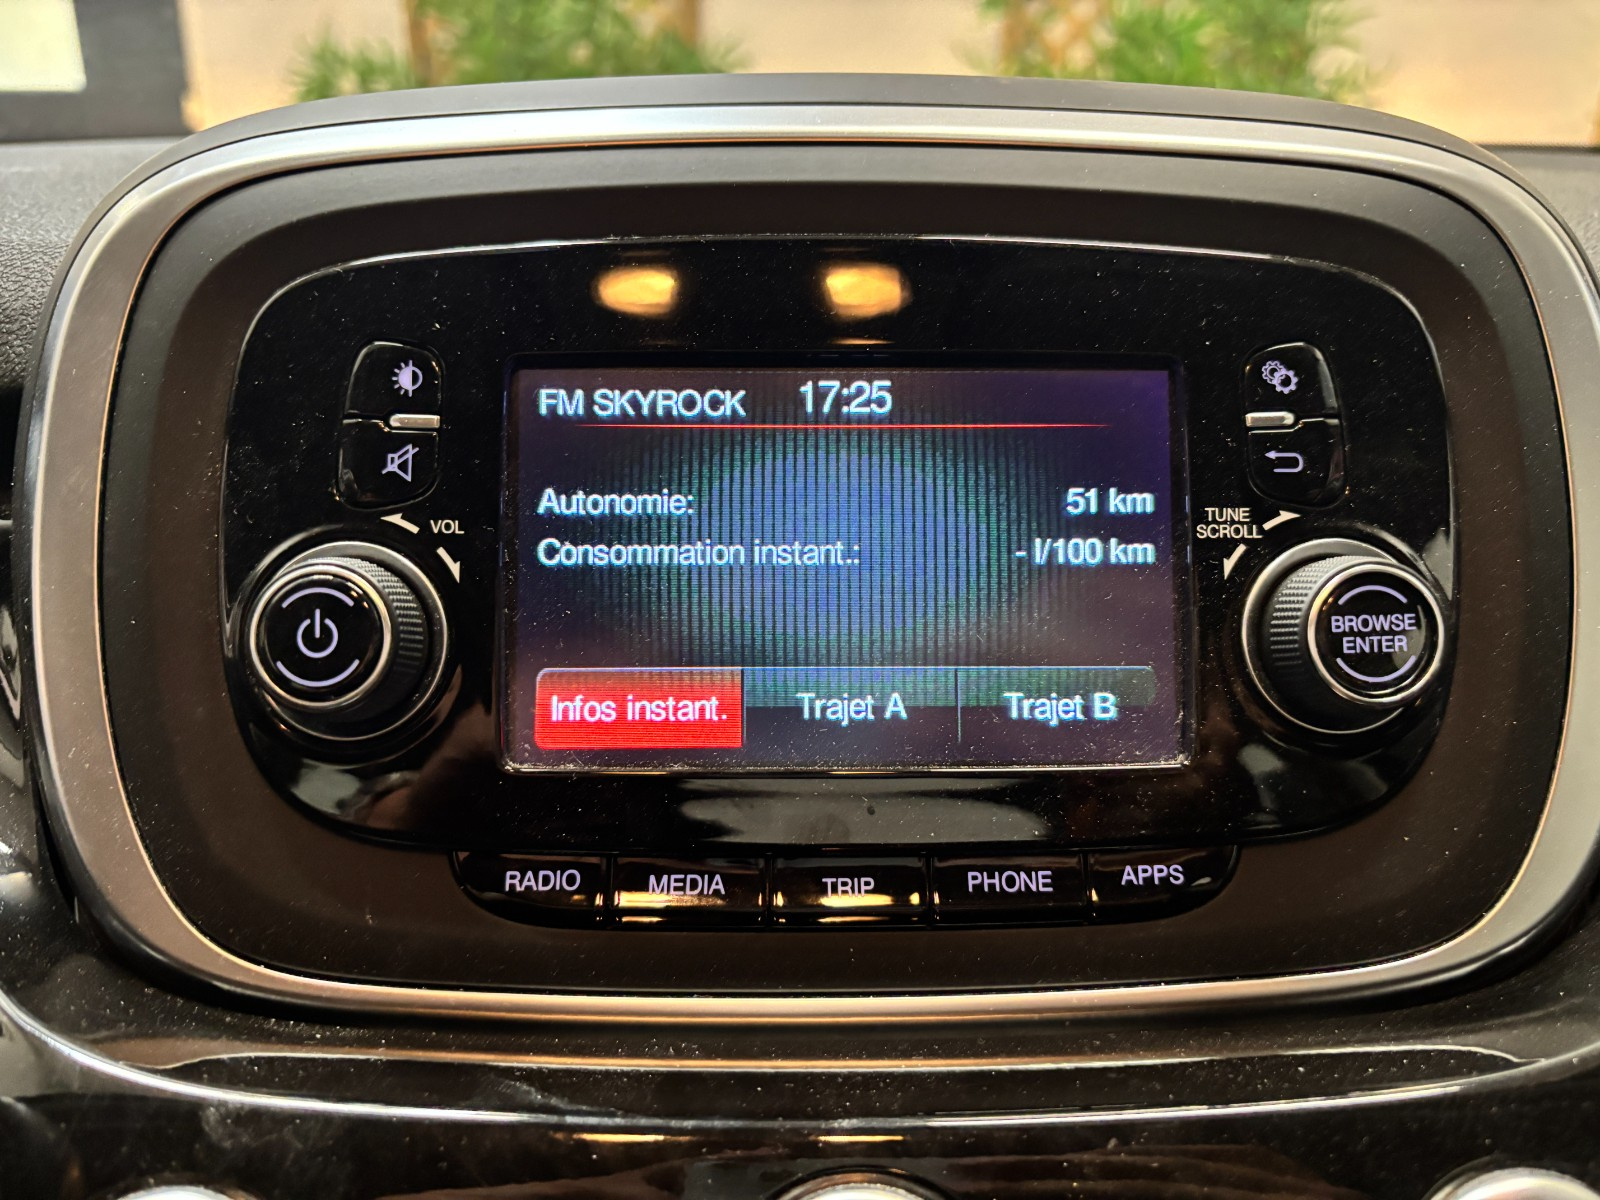 FM SKYROCK 17:25
Autonomie: 51 km
Consommation instant.: - l/100 km
Infos instant. Trajet A Trajet B
VOL
TUNE
SCROLL
BROWSE
ENTER
RADIO MEDIA TRIP PHONE APPS